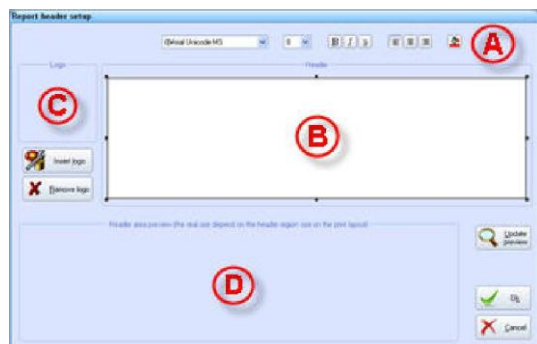 Report header setup
@Arial Unicode MS 8 B I s
A
Logo
Header
C
B
Insert logo
Remove logo
Header area preview (the real size depend on the header region size on the print layout)
Update preview
D
Ok
Cancel